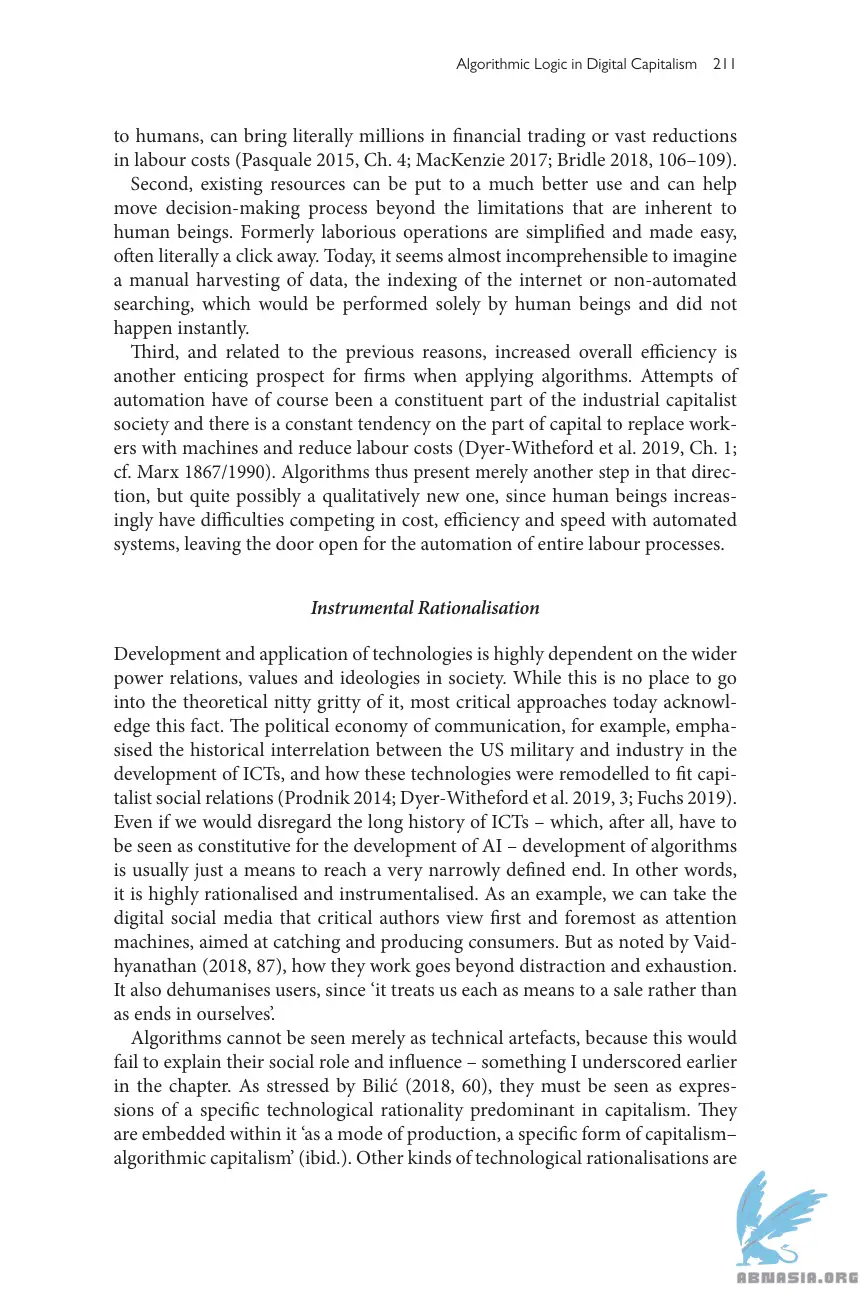 Algorithmic Logic in Digital Capitalism 211
to humans, can bring literally millions in financial trading or vast reductions
in labour costs (Pasquale 2015, Ch. 4; MacKenzie 2017; Bridle 2018, 106–109).
Second, existing resources can be put to a much better use and can help
move decision-making process beyond the limitations that are inherent to
human beings. Formerly laborious operations are simplified and made easy,
often literally a click away. Today, it seems almost incomprehensible to imagine
a manual harvesting of data, the indexing of the internet or non-automated
searching, which would be performed solely by human beings and did not
happen instantly.
Third, and related to the previous reasons, increased overall efficiency is
another enticing prospect for firms when applying algorithms. Attempts of
automation have of course been a constituent part of the industrial capitalist
society and there is a constant tendency on the part of capital to replace work-
ers with machines and reduce labour costs (Dyer-Witheford et al. 2019, Ch. 1;
cf. Marx 1867/1990). Algorithms thus present merely another step in that direc-
tion, but quite possibly a qualitatively new one, since human beings increas-
ingly have difficulties competing in cost, efficiency and speed with automated
systems, leaving the door open for the automation of entire labour processes.
Instrumental Rationalisation
Development and application of technologies is highly dependent on the wider
power relations, values and ideologies in society. While this is no place to go
into the theoretical nitty gritty of it, most critical approaches today acknowl-
edge this fact. The political economy of communication, for example, empha-
sised the historical interrelation between the US military and industry in the
development of ICTs, and how these technologies were remodelled to fit capi-
talist social relations (Prodnik 2014; Dyer-Witheford et al. 2019, 3; Fuchs 2019).
Even if we would disregard the long history of ICTs – which, after all, have to
be seen as constitutive for the development of AI – development of algorithms
is usually just a means to reach a very narrowly defined end. In other words,
it is highly rationalised and instrumentalised. As an example, we can take the
digital social media that critical authors view first and foremost as attention
machines, aimed at catching and producing consumers. But as noted by Vaid-
hyanathan (2018, 87), how they work goes beyond distraction and exhaustion.
It also dehumanises users, since ‘it treats us each as means to a sale rather than
as ends in ourselves’.
Algorithms cannot be seen merely as technical artefacts, because this would
fail to explain their social role and influence – something I underscored earlier
in the chapter. As stressed by Bilić (2018, 60), they must be seen as expres-
sions of a specific technological rationality predominant in capitalism. They
are embedded within it ‘as a mode of production, a specific form of capitalism–
algorithmic capitalism’ (ibid.). Other kinds of technological rationalisations are
ABNASIA.ORG